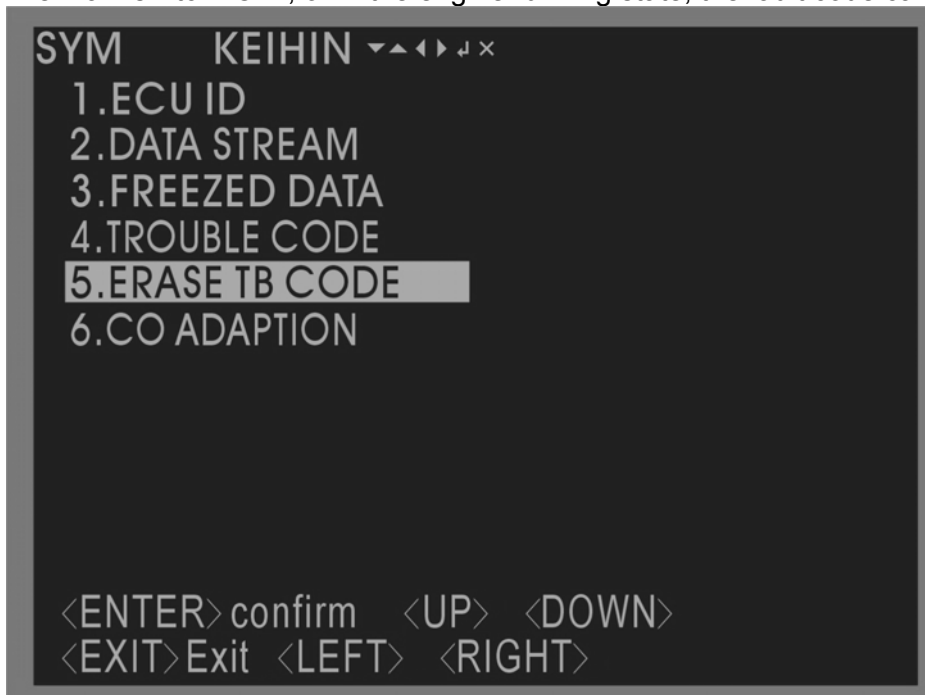 SYM KEIHIN ▼▲◀▶↲×
1.ECU ID
2.DATA STREAM
3.FREEZED DATA
4.TROUBLE CODE
5.ERASE TB CODE
6.CO ADAPTION
<ENTER> confirm <UP> <DOWN>
<EXIT> Exit <LEFT> <RIGHT>